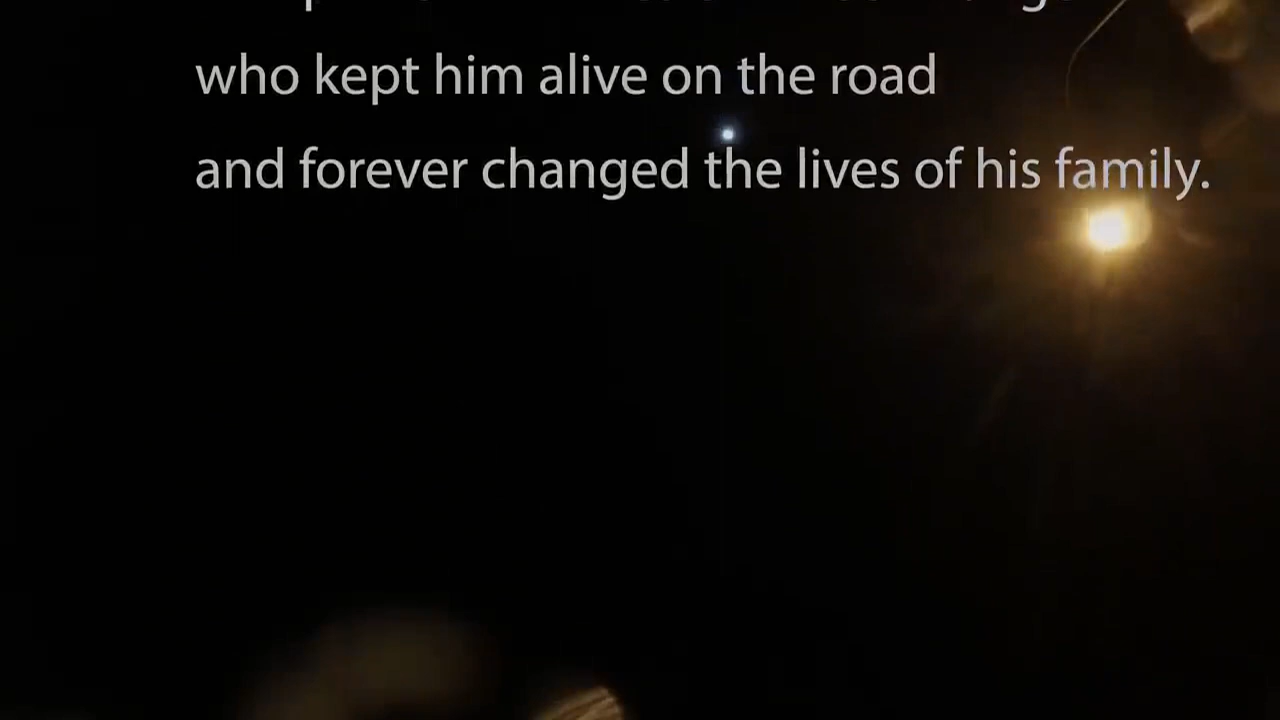 who kept him alive on the road
and forever changed the lives of his family.